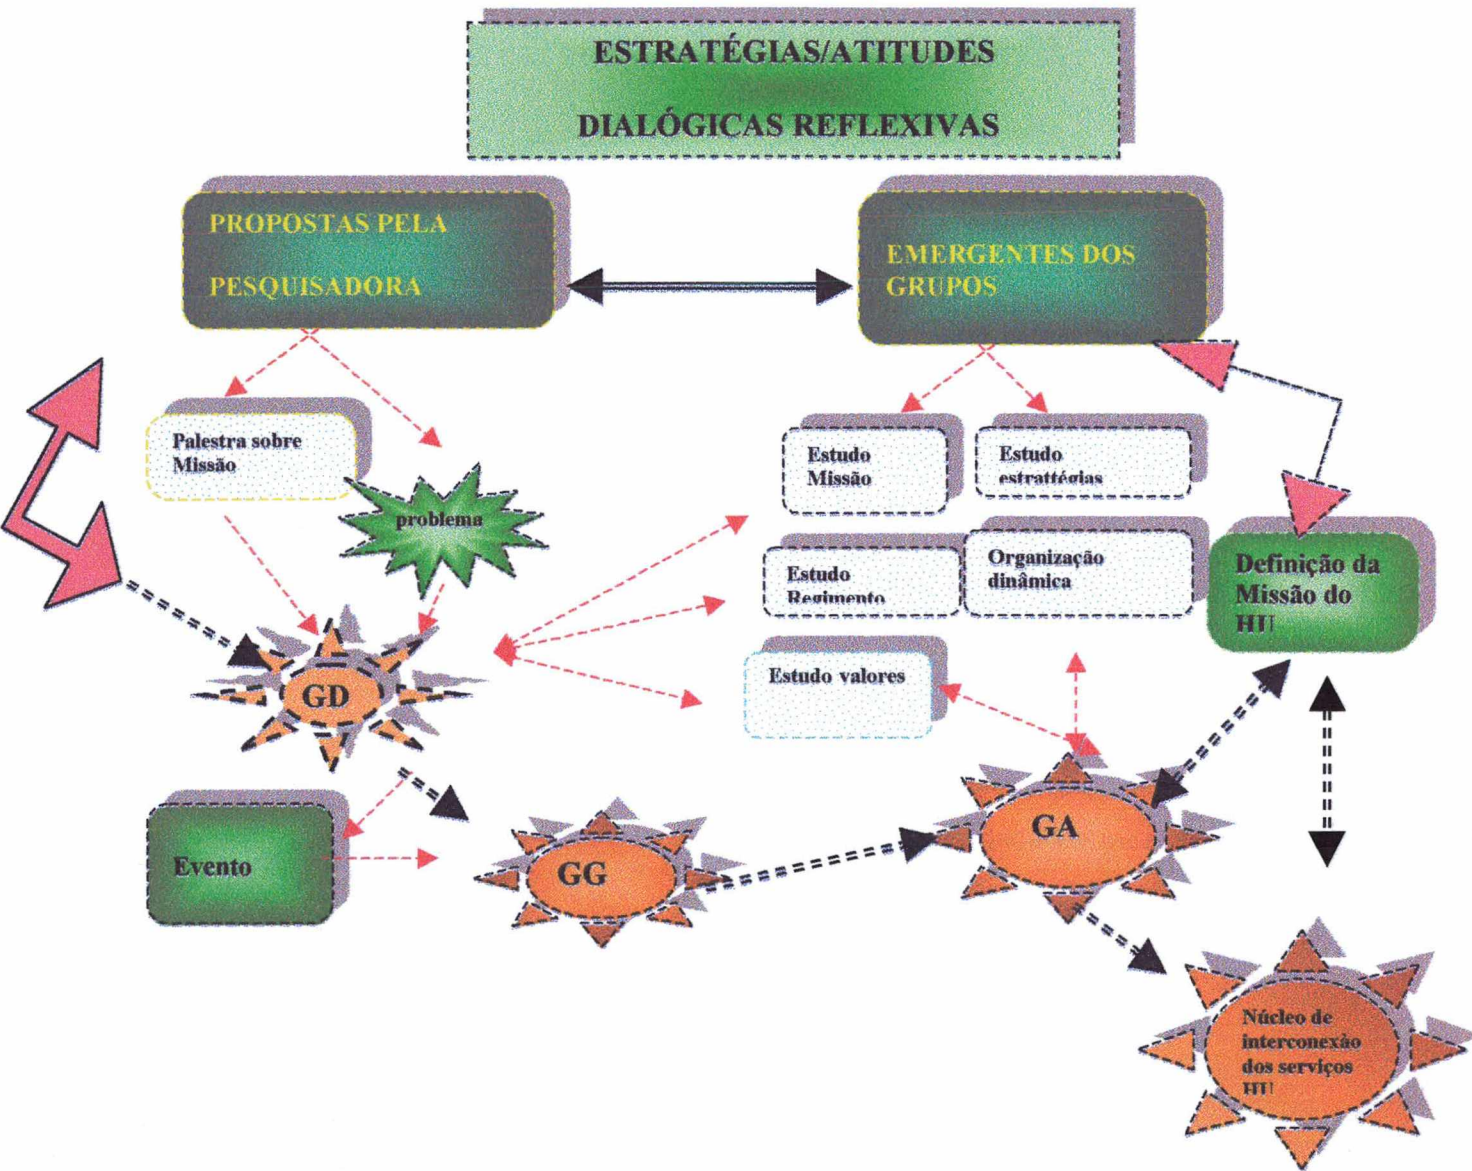 ESTRATÉGIAS/ATITUDES
DIALÓGICAS REFLEXIVAS
PROPOSTAS PELA
PESQUISADORA
EMERGENTES DOS
GRUPOS
Palestra sobre
Missão
problema
Estudo
Missão
Estudo
estrattégias
Estudo
Regimento
Organização
dinâmica
Definição da
Missão do
HU
Estudo valores
GD
Evento
GG
GA
Núcleo de
interconexão
dos serviços
HU